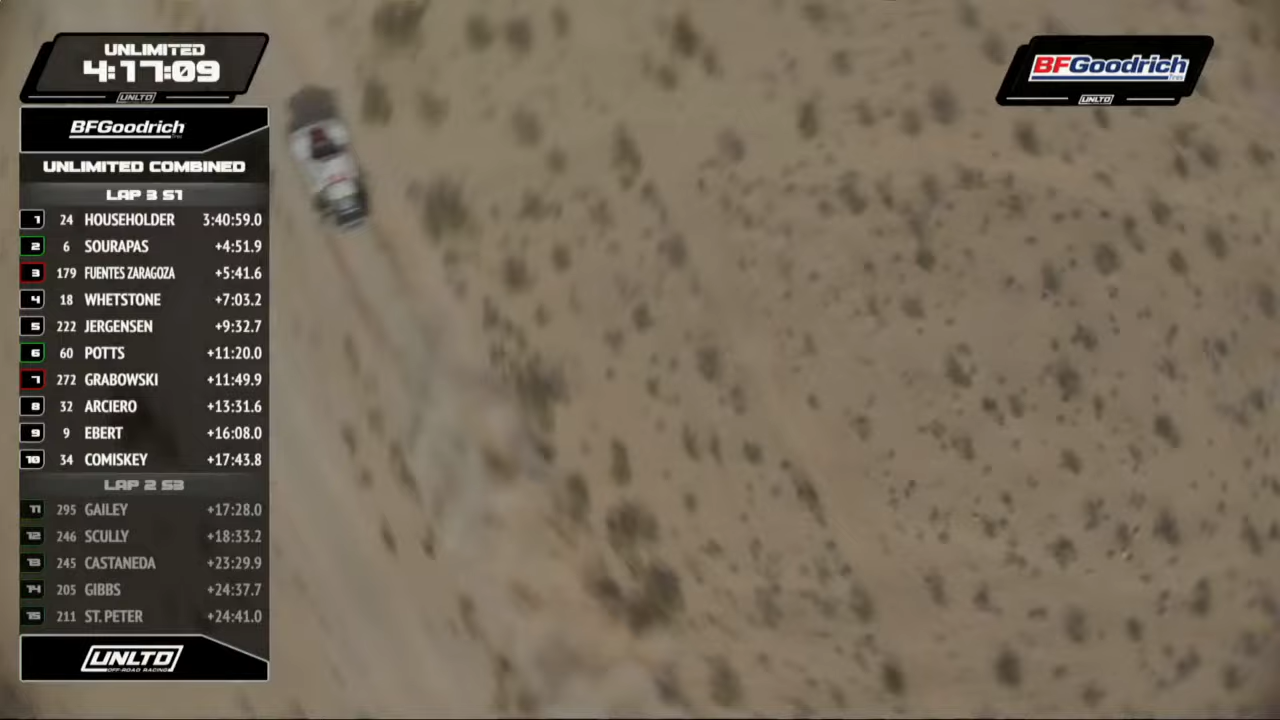 UNLIMITED
4:17:09
UNLTD
BFGoodrich
UNLIMITED COMBINED
LAP 3 S1
1 24 HOUSEHOLDER 3:40:59.0
2 6 SOURAPAS +4:51.9
3 179 FUENTES ZARAGOZA +5:41.6
4 18 WHETSTONE +7:03.2
5 222 JERGENSEN +9:32.7
6 60 POTTS +11:20.0
7 272 GRABOWSKI +11:49.9
8 32 ARCIERO +13:31.6
9 9 EBERT +16:08.0
10 34 COMISKEY +17:43.8
LAP 2 S3
11 295 GAILEY +17:28.0
12 246 SCULLY +18:33.2
13 245 CASTANEDA +23:29.9
14 205 GIBBS +24:37.7
15 211 ST. PETER +24:41.0
UNLTD
OFF-ROAD RACING
BFGoodrich
UNLTD